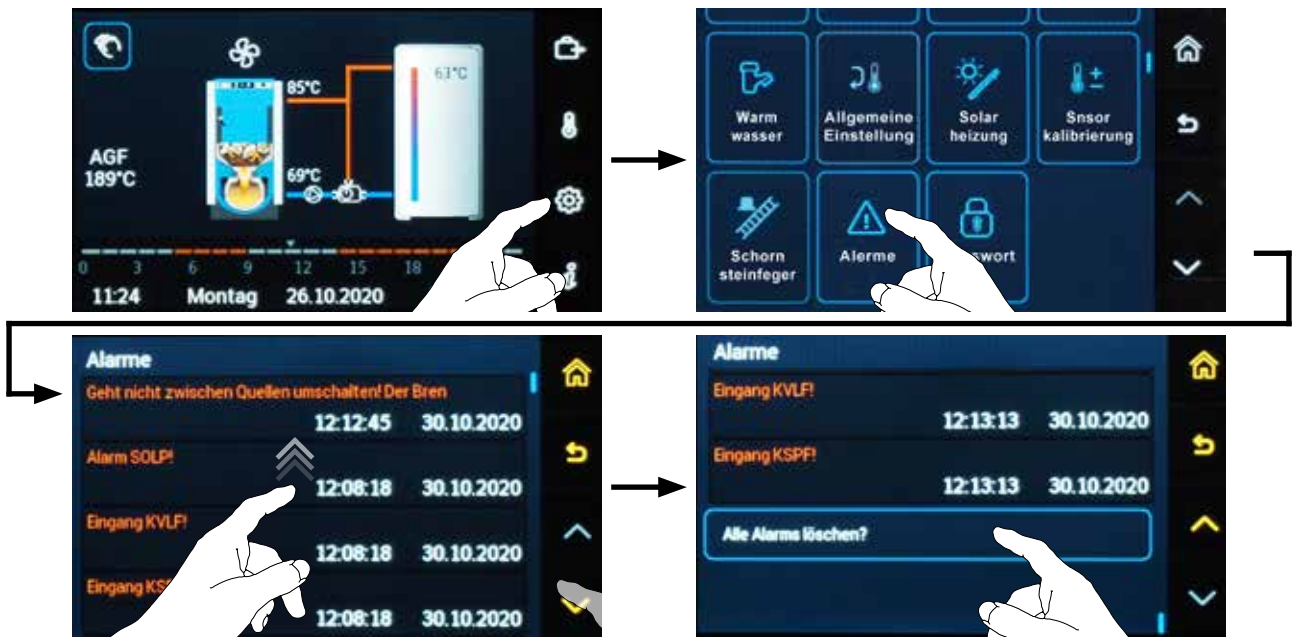 85°C
63°C
AGF
189°C
69°C
0 3 6 9 12 15 18
11:24 Montag 26.10.2020
Warm
wasser
Allgemeine
Einstellung
Solar
heizung
Snsor
kalibrierung
Schorn
steinfeger
Alerme
swort
Alarme
Geht nicht zwischen Quellen umschalten! Der Bren
12:12:45 30.10.2020
Alarm SOLP!
12:08:18 30.10.2020
Eingang KVLF!
12:08:18 30.10.2020
Eingang KS
12:08:18 30.10.2020
Alarme
Eingang KVLF!
12:13:13 30.10.2020
Eingang KSPF!
12:13:13 30.10.2020
Alle Alarms löschen?